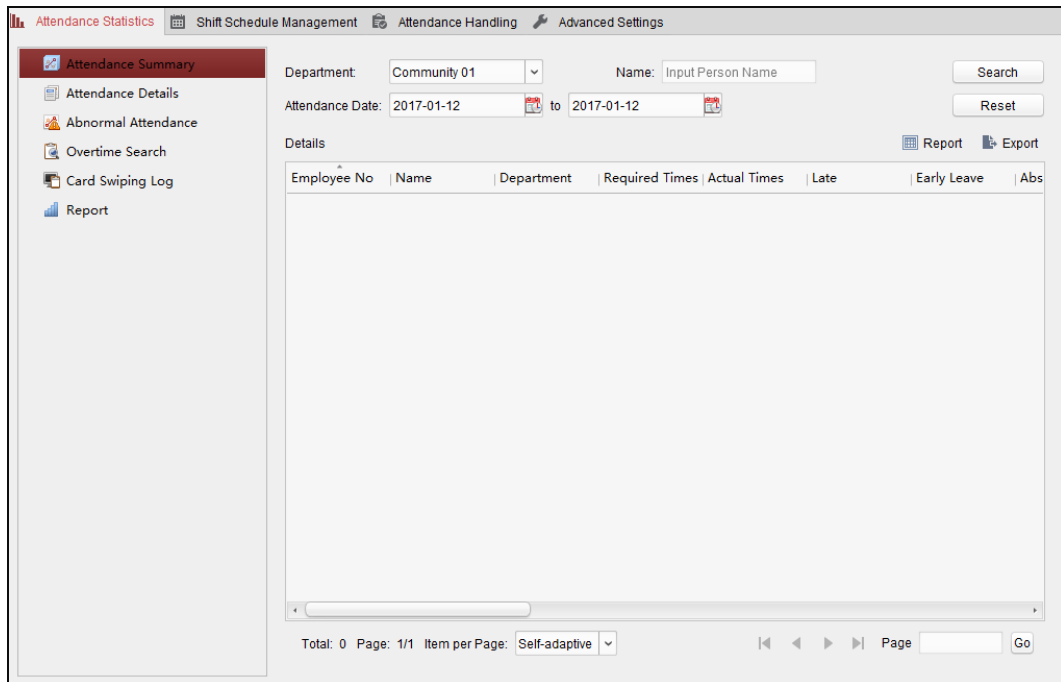 Attendance Statistics Shift Schedule Management Attendance Handling Advanced Settings
Attendance Summary
Attendance Details
Abnormal Attendance
Overtime Search
Card Swiping Log
Report
Department: Community 01 Name: Input Person Name Search
Attendance Date: 2017-01-12 to 2017-01-12 Reset
Details Report Export
Employee No Name Department Required Times Actual Times Late Early Leave Abs
Total: 0 Page: 1/1 Item per Page: Self-adaptive Page Go